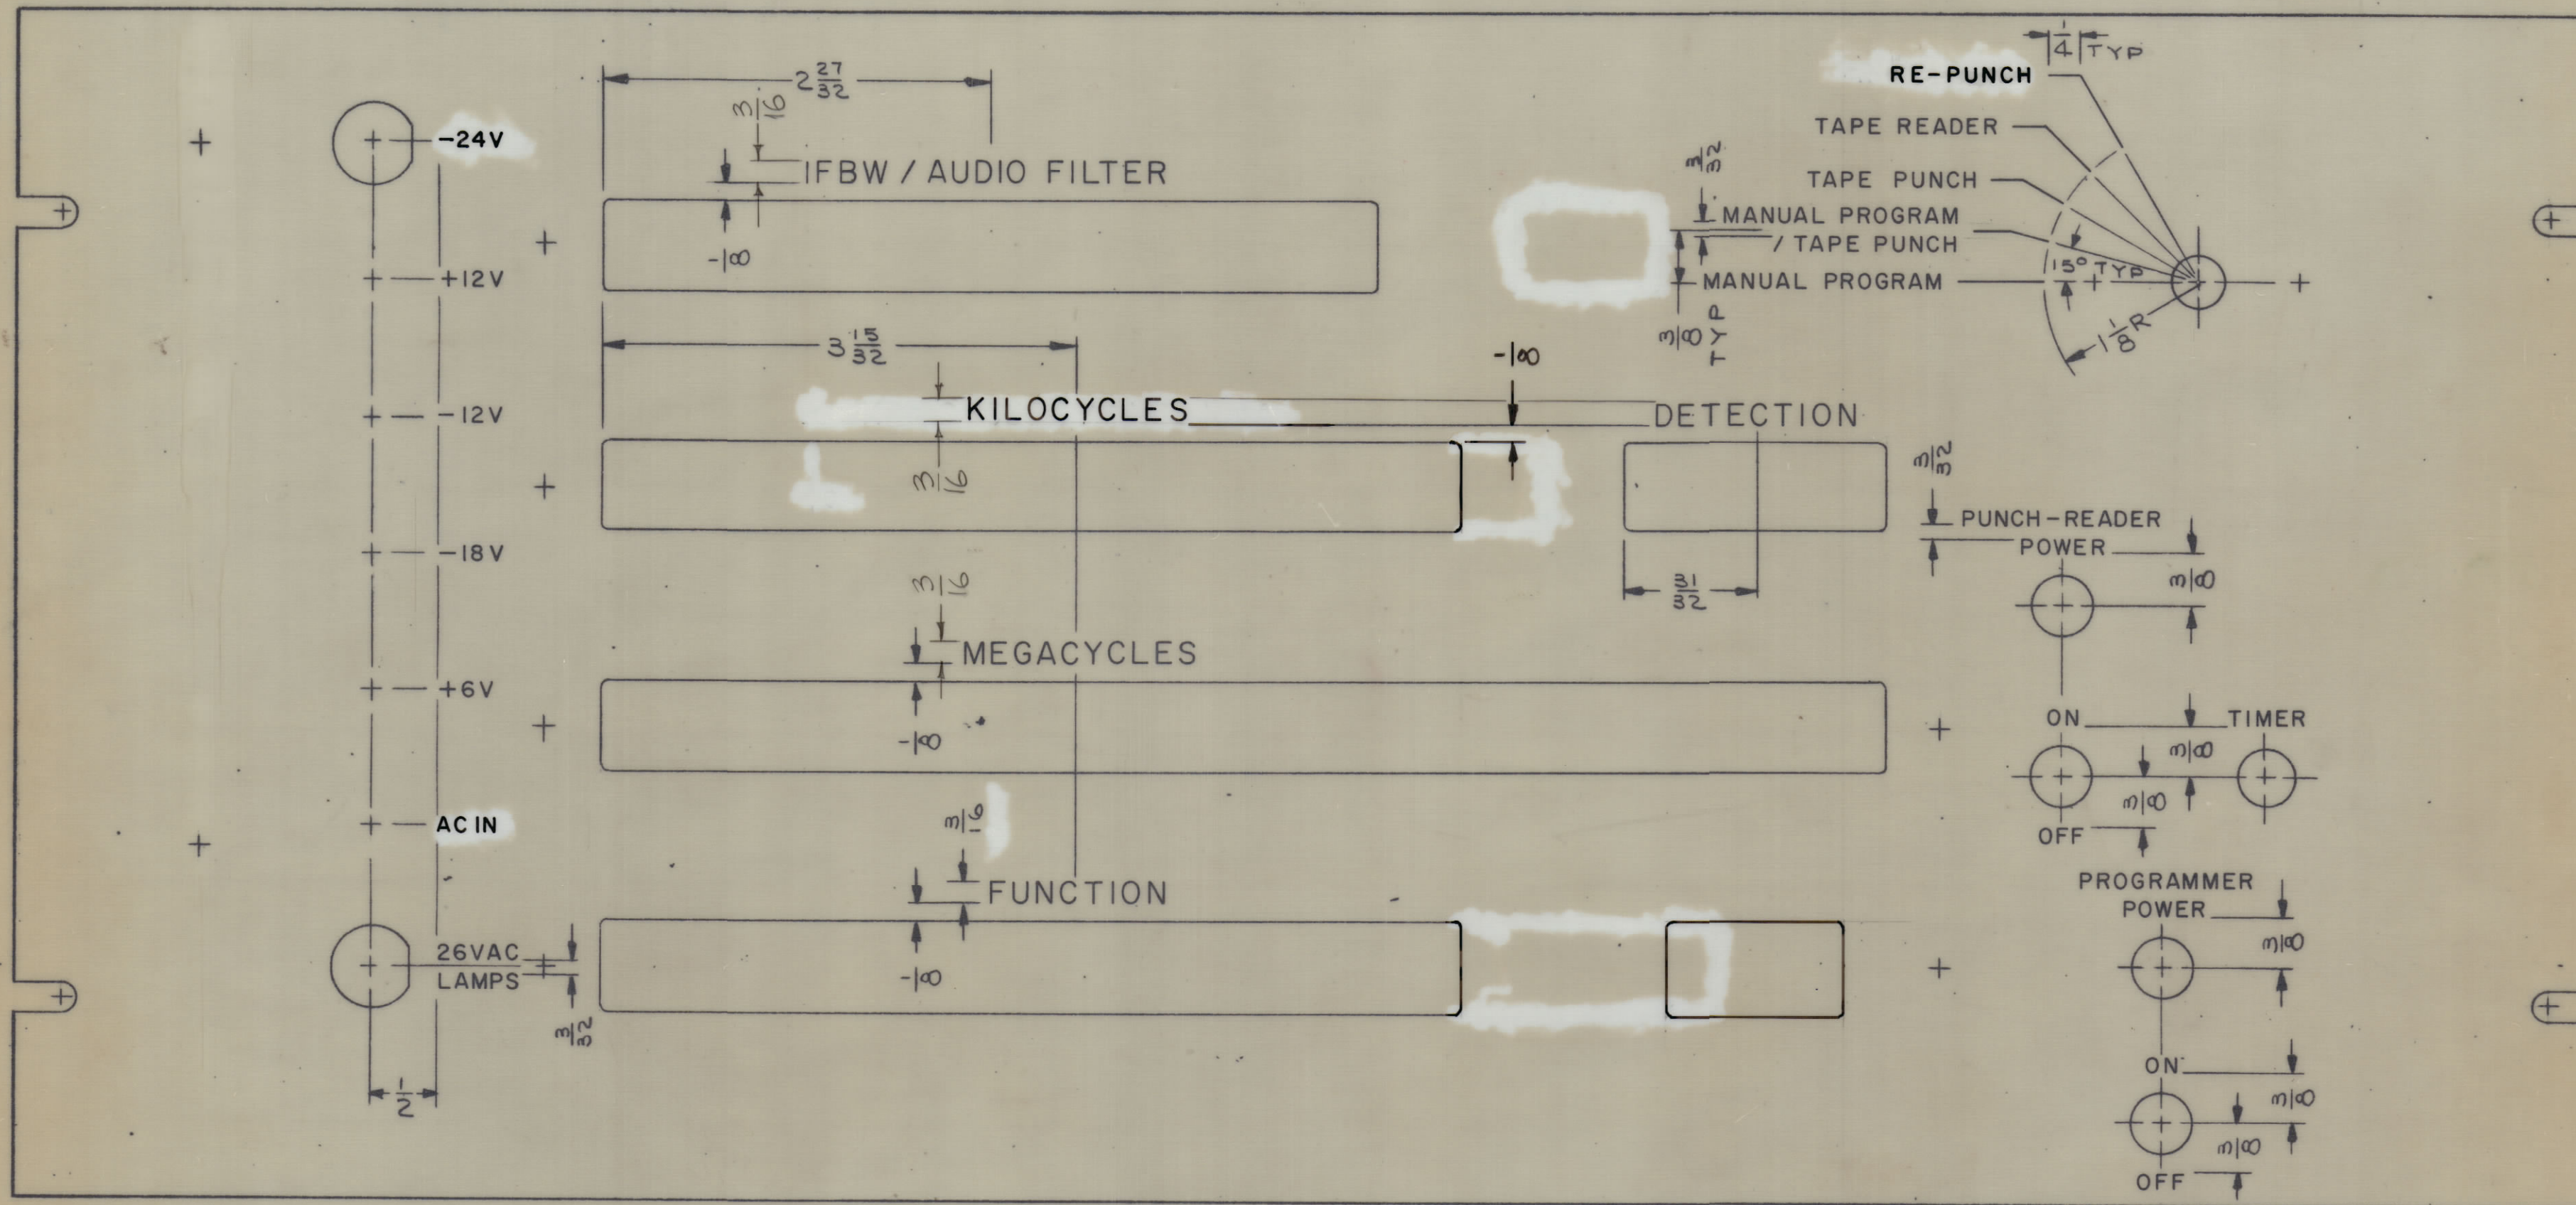 1/4 TYP
RE-PUNCH
TAPE READER
TAPE PUNCH
MANUAL PROGRAM
/ TAPE PUNCH
MANUAL PROGRAM
3/32
3/8 TYP
15° TYP
1 1/8 R
2 27/32
3/16
IFBW / AUDIO FILTER
1/8
-24V
+12V
-12V
-18V
+6V
AC IN
26VAC
LAMPS
3/32
1/2
3 15/32
KILOCYCLES
3/16
1/8
DETECTION
31/32
3/16
MEGACYCLES
1/8
3/16
FUNCTION
1/8
3/32
PUNCH-READER
POWER
3/8
ON
TIMER
3/8
3/8
OFF
PROGRAMMER
POWER
3/8
ON
3/8
3/8
OFF